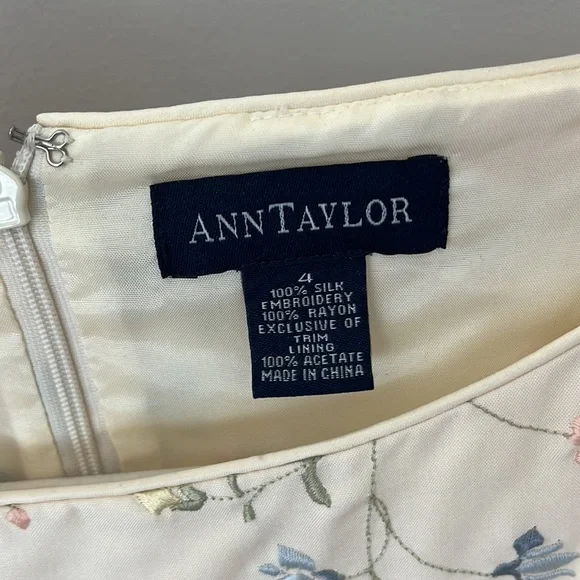 ANNTAYLOR
4
100% SILK
EMBROIDERY
100% RAYON
EXCLUSIVE OF
TRIM
LINING
100% ACETATE
MADE IN CHINA